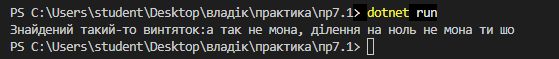 PS C:\Users\student\Desktop\владік\практика\пр7.1> dotnet run
Знайдений такий-то винтяток:а так не мона, ділення на ноль не мона ти шо
PS C:\Users\student\Desktop\владік\практика\пр7.1>